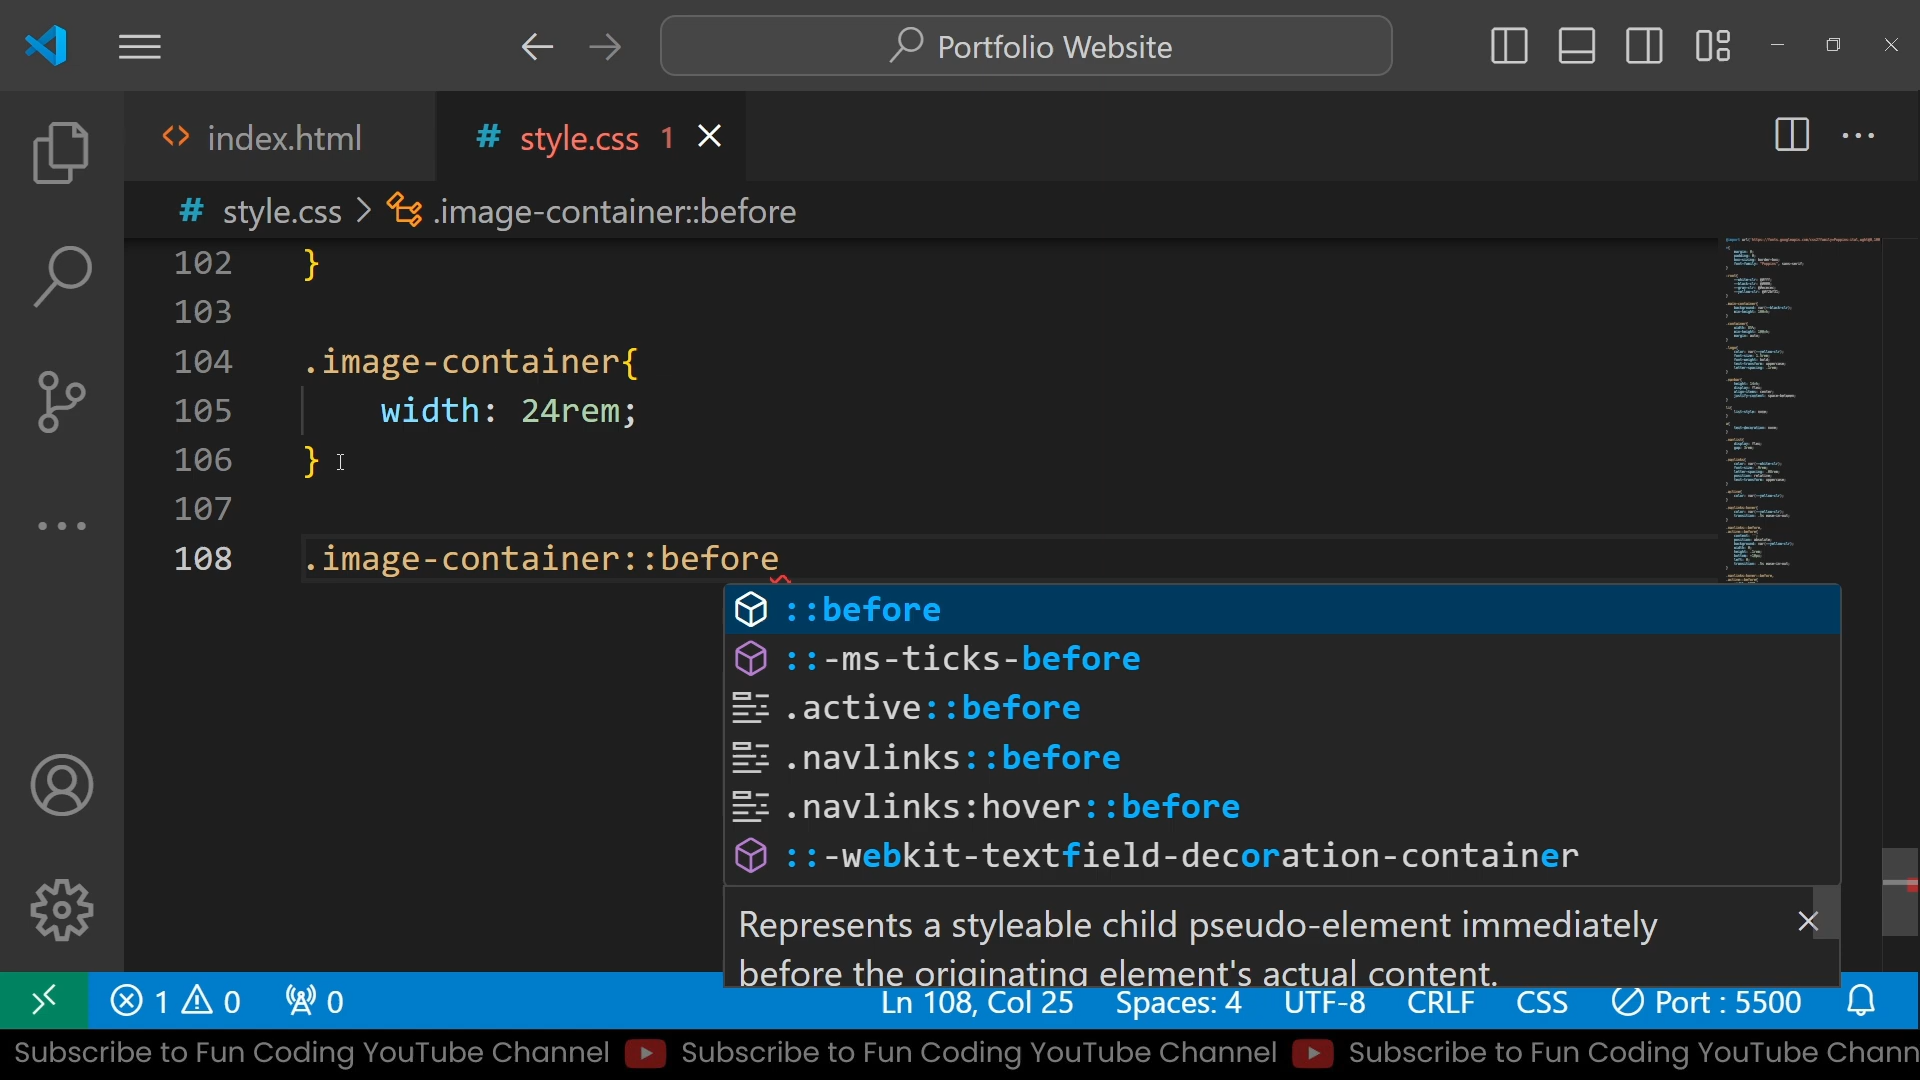 Portfolio Website
index.html
# style.css 1
# style.css > .image-container::before
102 }
103
104 .image-container{
105 width: 24rem;
106 }
107
108 .image-container::before
::before
::-ms-ticks-before
.active::before
.navlinks::before
.navlinks:hover::before
::-webkit-textfield-decoration-container
Represents a styleable child pseudo-element immediately
before the originating element's actual content.
1 0 0 Ln 108, Col 25 Spaces: 4 UTF-8 CRLF CSS Port : 5500
Subscribe to Fun Coding YouTube Channel Subscribe to Fun Coding YouTube Channel Subscribe to Fun Coding YouTube Chann